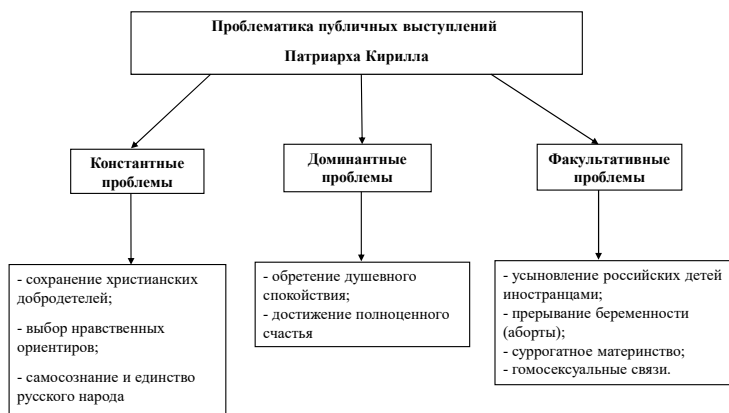 Проблематика публичных выступлений
Патриарха Кирилла
Константные
проблемы
Доминантные
проблемы
Факультативные
проблемы
- сохранение христианских
добродетелей;
- выбор нравственных
ориентиров;
- самосознание и единство
русского народа
- обретение душевного
спокойствия;
- достижение полноценного
счастья
- усыновление российских детей
иностранцами;
- прерывание беременности
(аборты);
- суррогатное материнство;
- гомосексуальные связи.